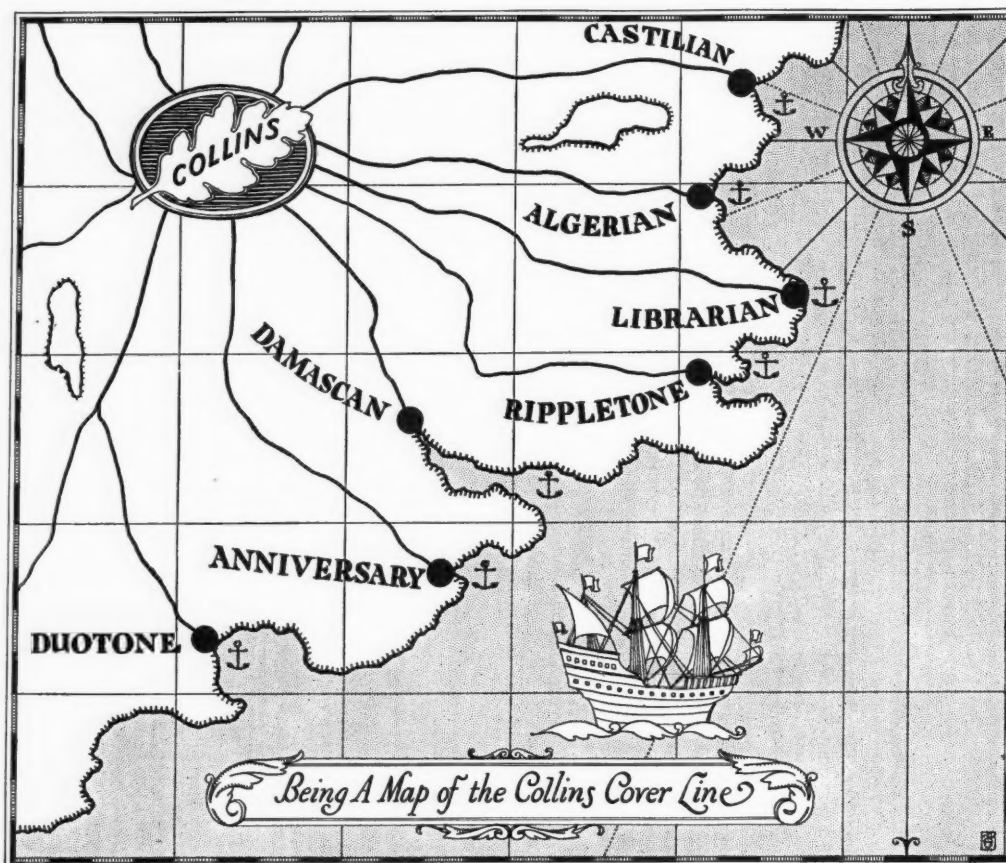 CASTILIAN
COLLINS
W
E
ALGERIAN
S
LIBRARIAN
DAMASCAN
RIPPLETONE
ANNIVERSARY
DUOTONE
Being A Map of the Collins Cover Line